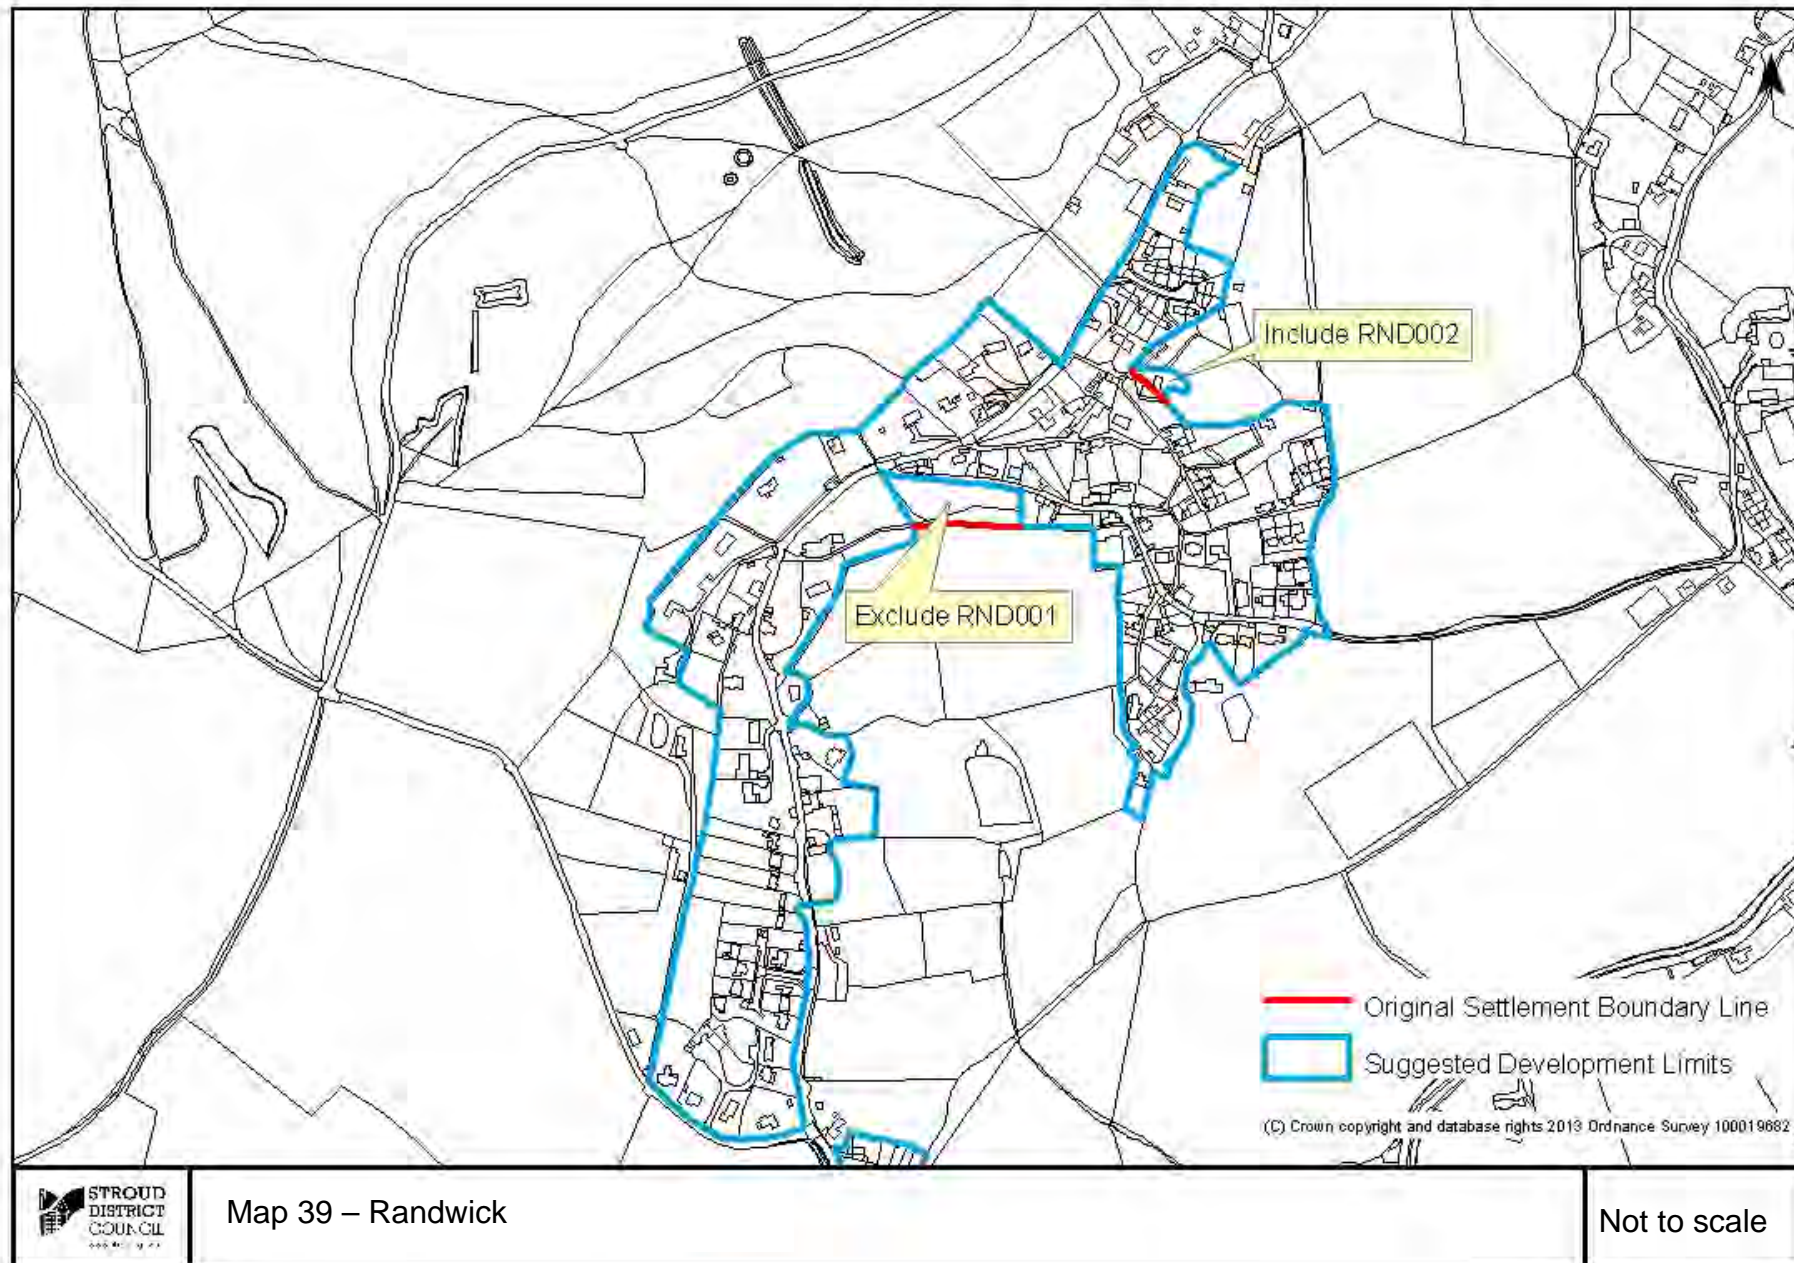 Include RND002
Exclude RND001
Original Settlement Boundary Line
Suggested Development Limits
(C) Crown copyright and database rights 2013 Ordnance Survey 100019682
STROUD
DISTRICT
COUNCIL
Map 39 – Randwick
Not to scale